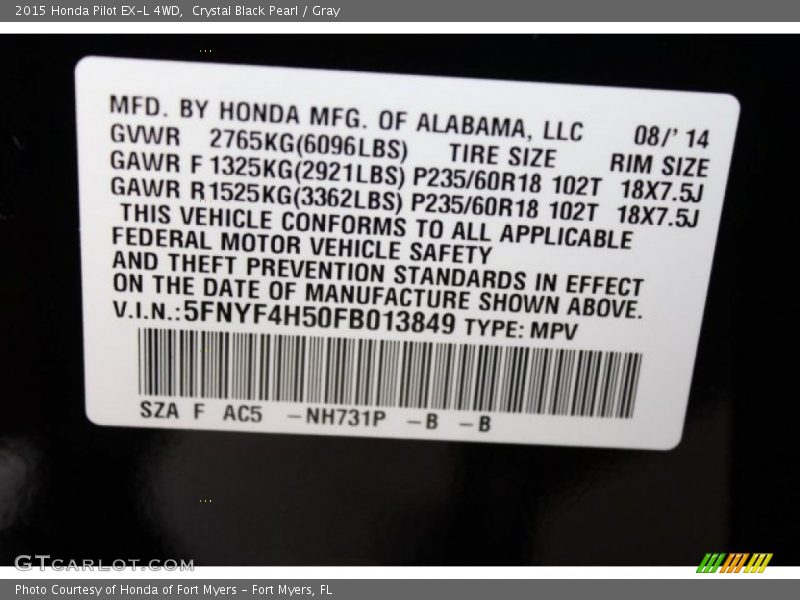 2015 Honda Pilot EX-L 4WD, Crystal Black Pearl / Gray
MFD. BY HONDA MFG. OF ALABAMA, LLC 08/' 14
GVWR 2765KG(6096LBS) TIRE SIZE RIM SIZE
GAWR F 1325KG(2921LBS) P235/60R18 102T 18X7.5J
GAWR R 1525KG(3362LBS) P235/60R18 102T 18X7.5J
THIS VEHICLE CONFORMS TO ALL APPLICABLE
FEDERAL MOTOR VEHICLE SAFETY
AND THEFT PREVENTION STANDARDS IN EFFECT
ON THE DATE OF MANUFACTURE SHOWN ABOVE.
V.I.N.:5FNYF4H50FB013849 TYPE: MPV
SZA F AC5 -NH731P -B -B
GTCARLOT.COM
Photo Courtesy of Honda of Fort Myers - Fort Myers, FL